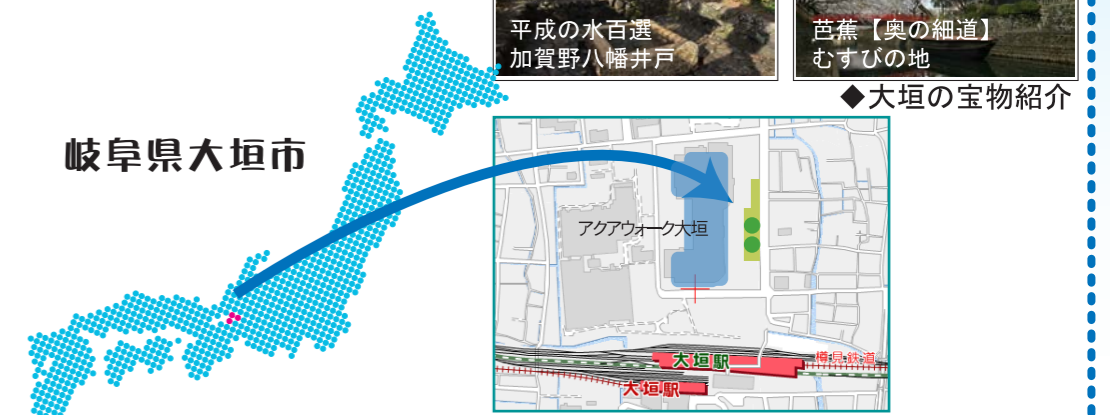 平成の水百選
加賀野八幡井戸
芭蕉【奥の細道】
むすびの地
◆大垣の宝物紹介
岐阜県大垣市
アクアウォーク大垣
大垣駅
樽見鉄道
大垣駅